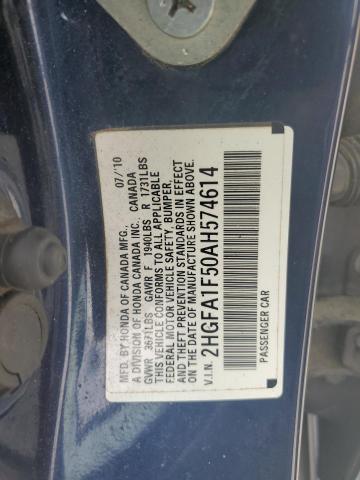 MFD. BY HONDA OF CANADA MFG. 07/'10
A DIVISION OF HONDA CANADA INC. CANADA
GVWR 3671LBS GAWR F 1940LBS R 1731LBS
THIS VEHICLE CONFORMS TO ALL APPLICABLE
FEDERAL MOTOR VEHICLE SAFETY, BUMPER,
AND THEFT PREVENTION STANDARDS IN EFFECT
ON THE DATE OF MANUFACTURE SHOWN ABOVE.
V.I.N. 2HGFA1F50AH574614
PASSENGER CAR